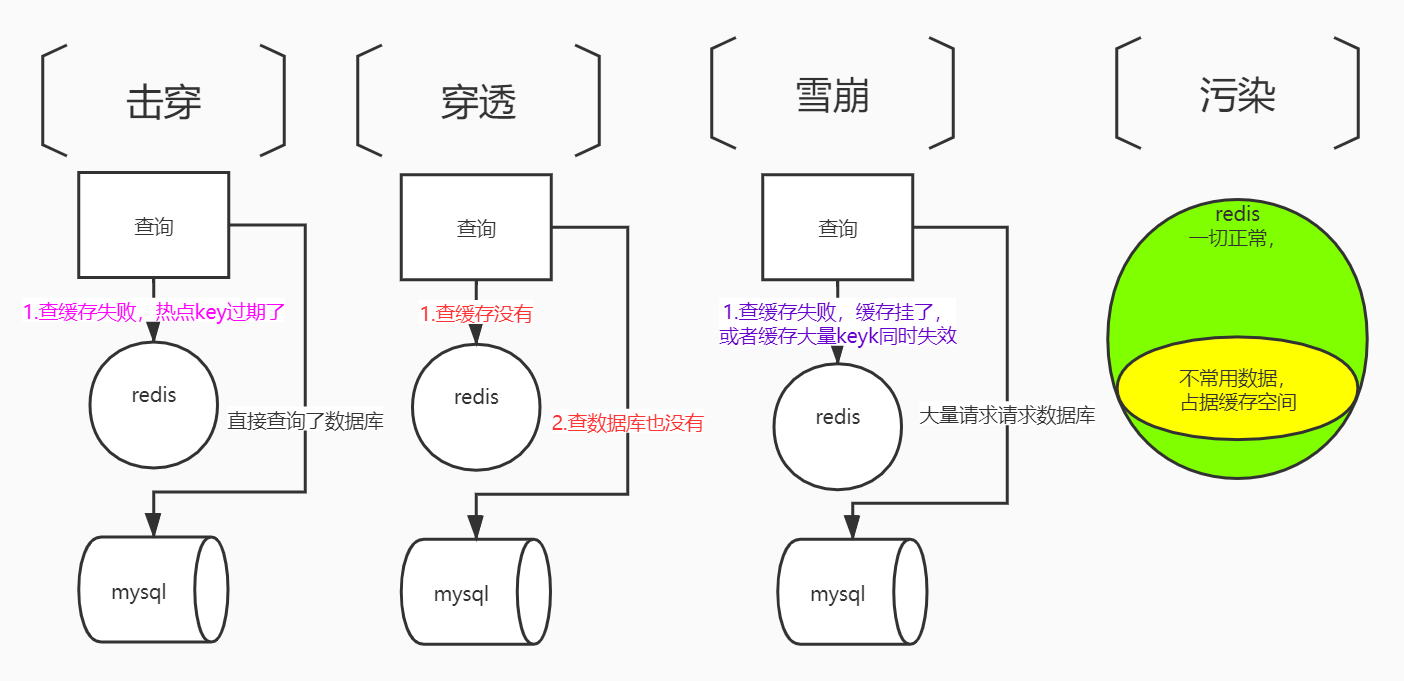 击穿
穿透
雪崩
污染
查询
1.查缓存失败，热点key过期了
redis
直接查询了数据库
mysql
查询
1.查缓存没有
redis
2.查数据库也没有
mysql
查询
1.查缓存失败，缓存挂了，
或者缓存大量keyk同时失效
redis
大量请求请求数据库
mysql
redis
一切正常，
不常用数据，
占据缓存空间